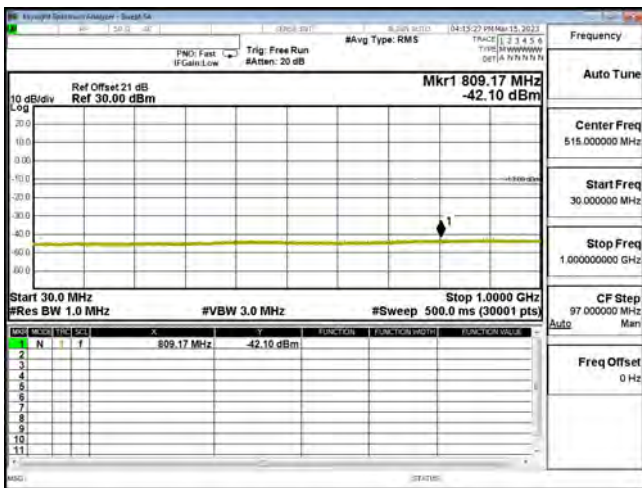 Keysight Spectrum Analyzer - Swept SA
04:15:27 PM Mar 15, 2023
#Avg Type: RMS
TRACE 1 2 3 4 5 6
PNO: Fast
Trig: Free Run
TYPE M WWWWW
IFGain:Low
#Atten: 20 dB
DET A N N N N N
Ref Offset 21 dB
Mkr1 809.17 MHz
10 dB/div
Ref 30.00 dBm
-42.10 dBm
Log
20.0
10.0
0.00
-10.0
-13.00 dBm
-20.0
-30.0
-40.0
-50.0
-60.0
1
Start 30.0 MHz
Stop 1.0000 GHz
#Res BW 1.0 MHz
#VBW 3.0 MHz
#Sweep 500.0 ms (30001 pts)
MKR MODE TRC SCL X Y FUNCTION FUNCTION WIDTH FUNCTION VALUE
1 N 1 f 809.17 MHz -42.10 dBm
2
3
4
5
6
7
8
9
10
11
MSG
STATUS
Frequency
Auto Tune
Center Freq
515.000000 MHz
Start Freq
30.000000 MHz
Stop Freq
1.000000000 GHz
CF Step
97.000000 MHz
Auto Man
Freq Offset
0 Hz